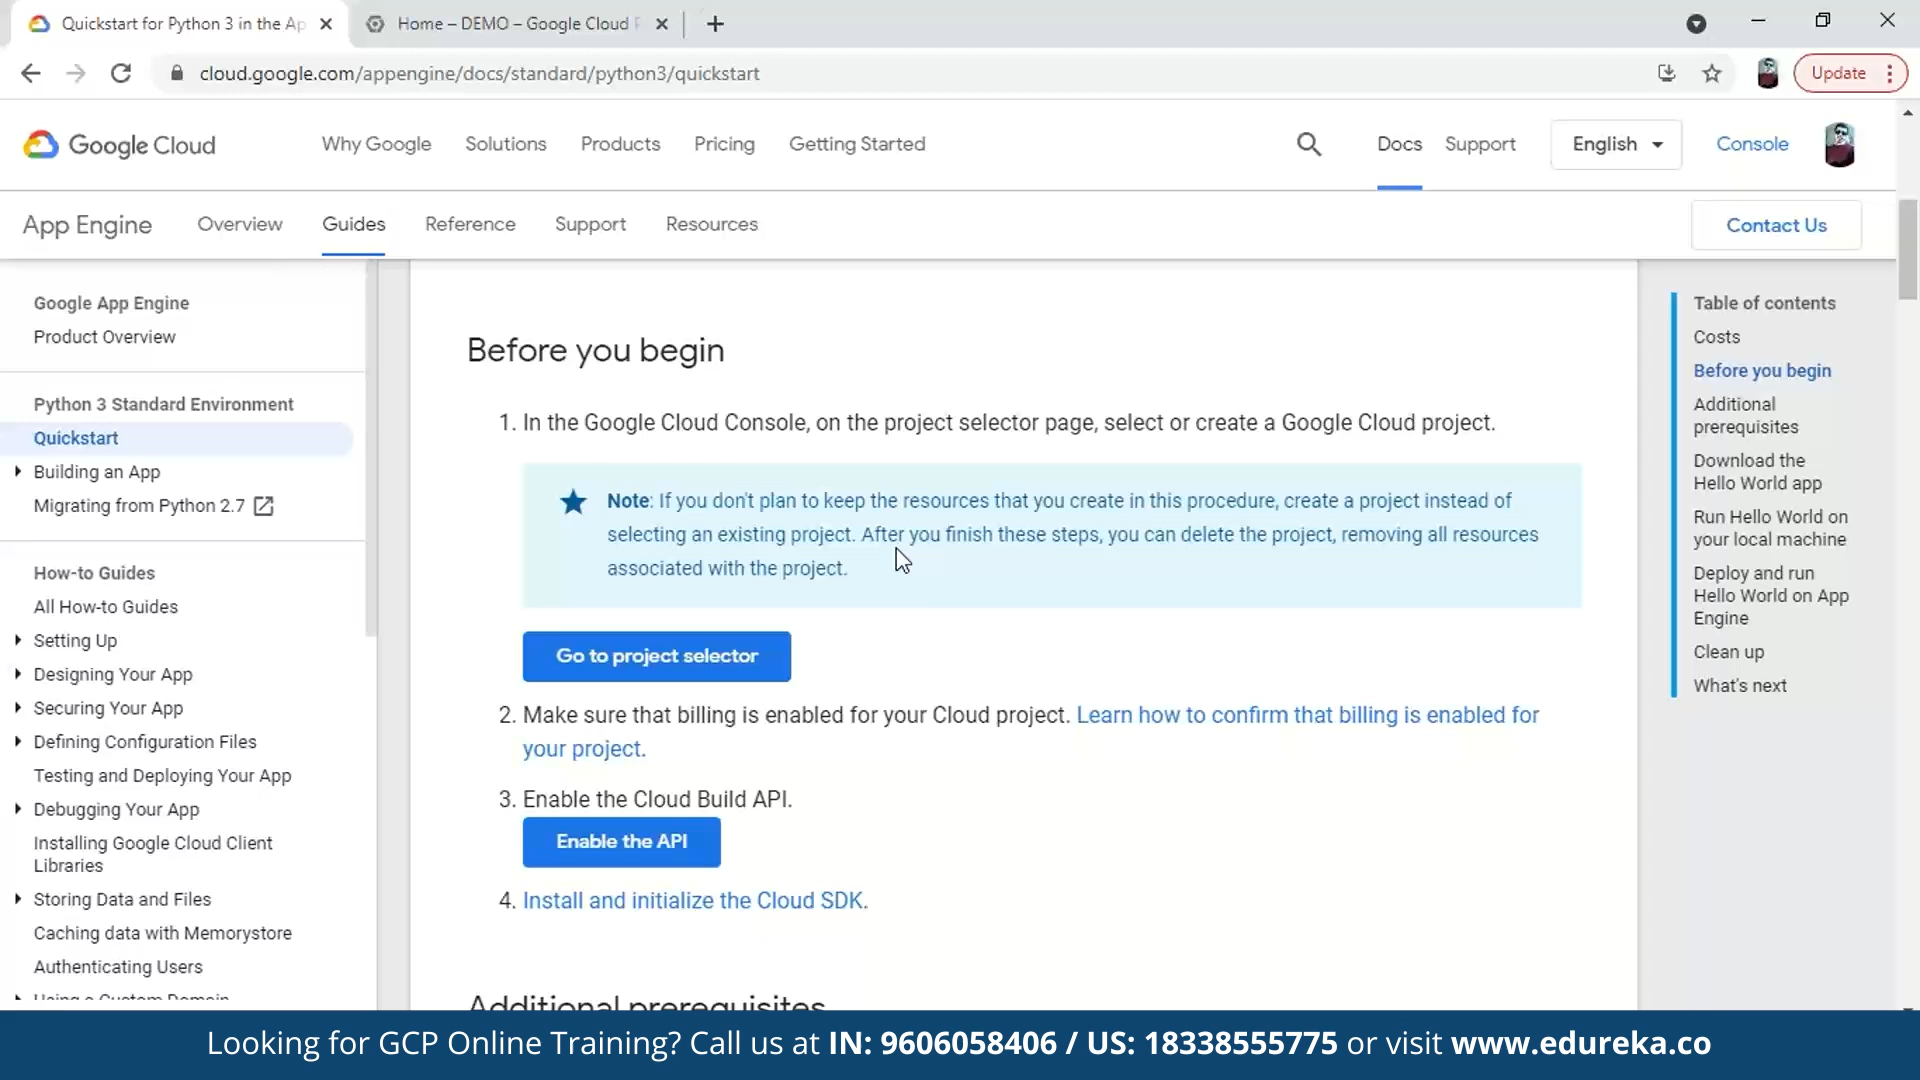 Quickstart for Python 3 in the Ap
Home – DEMO – Google Cloud
cloud.google.com/appengine/docs/standard/python3/quickstart
Update
Google Cloud
Why Google
Solutions
Products
Pricing
Getting Started
Docs
Support
English
Console
App Engine
Overview
Guides
Reference
Support
Resources
Contact Us
Google App Engine
Product Overview
Python 3 Standard Environment
Quickstart
Building an App
Migrating from Python 2.7
How-to Guides
All How-to Guides
Setting Up
Designing Your App
Securing Your App
Defining Configuration Files
Testing and Deploying Your App
Debugging Your App
Installing Google Cloud Client
Libraries
Storing Data and Files
Caching data with Memorystore
Authenticating Users
Using a Custom Domain
Before you begin
1. In the Google Cloud Console, on the project selector page, select or create a Google Cloud project.
Note: If you don't plan to keep the resources that you create in this procedure, create a project instead of
selecting an existing project. After you finish these steps, you can delete the project, removing all resources
associated with the project.
Go to project selector
2. Make sure that billing is enabled for your Cloud project. Learn how to confirm that billing is enabled for
your project.
3. Enable the Cloud Build API.
Enable the API
4. Install and initialize the Cloud SDK.
Additional prerequisites
Table of contents
Costs
Before you begin
Additional
prerequisites
Download the
Hello World app
Run Hello World on
your local machine
Deploy and run
Hello World on App
Engine
Clean up
What's next
Looking for GCP Online Training? Call us at IN: 9606058406 / US: 18338555775 or visit www.edureka.co